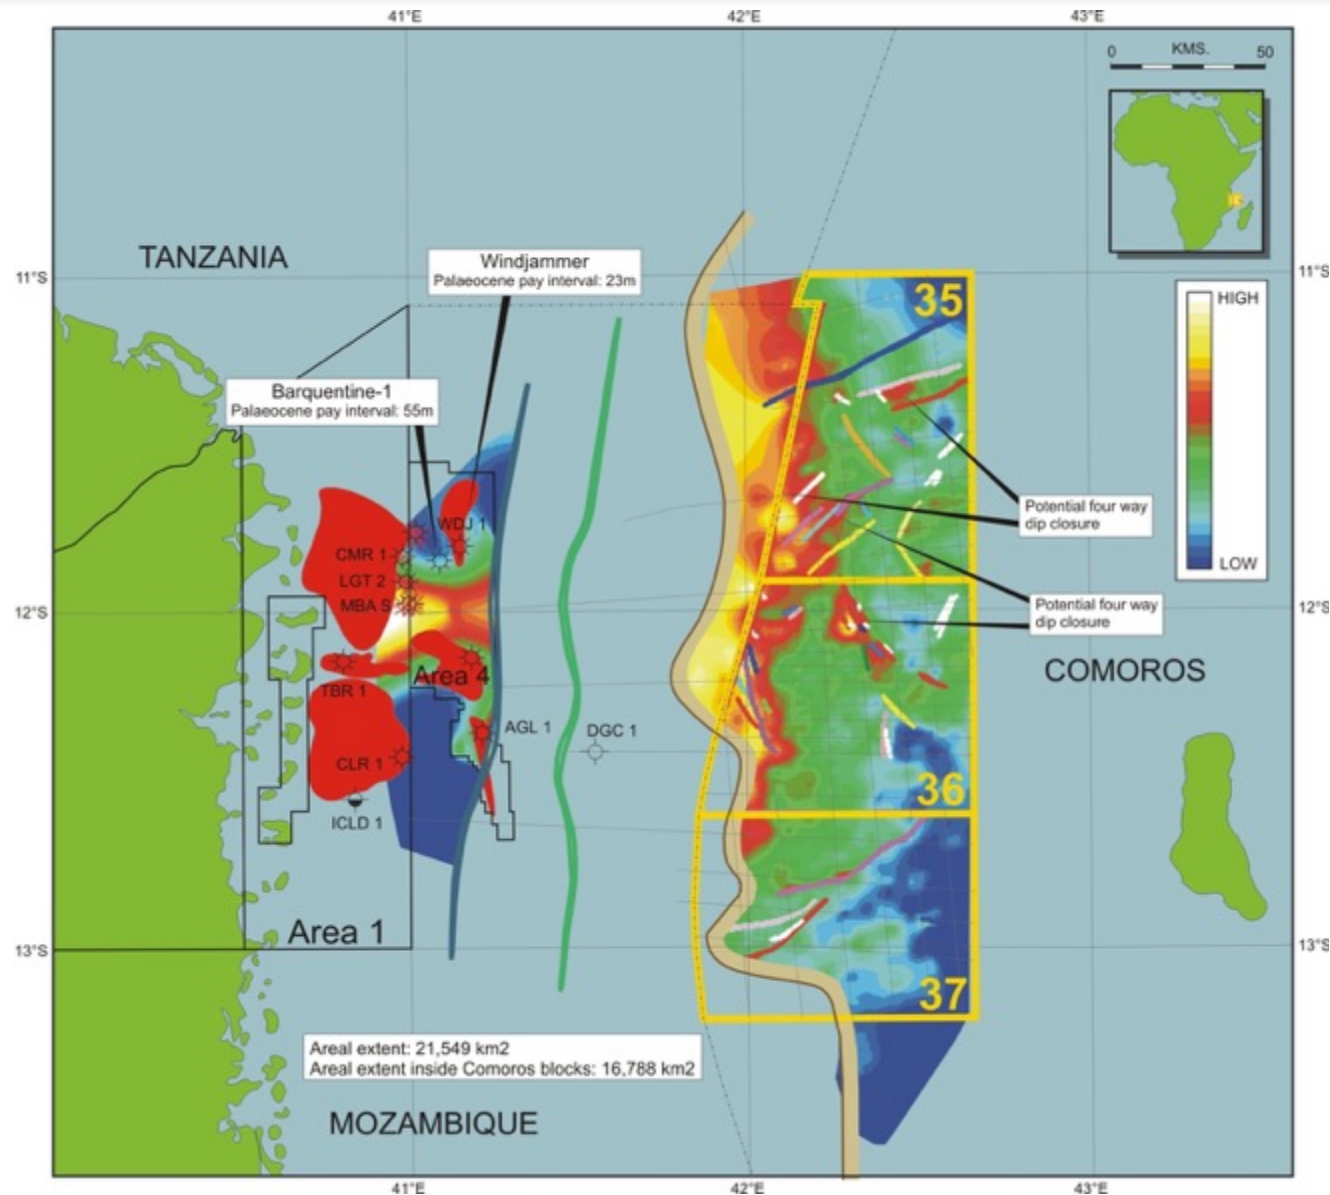 41°E
42°E
43°E
0 KMS. 50
TANZANIA
Windjammer
Palaeocene pay interval: 23m
11°S
11°S
35
HIGH
Barquentine-1
Palaeocene pay interval: 55m
Potential four way
dip closure
WDJ 1
CMR 1
LOW
LGT 2
MBA S
12°S
12°S
Potential four way
dip closure
COMOROS
Area 4
TBR 1
AGL 1
DGC 1
CLR 1
36
ICLD 1
Area 1
13°S
13°S
37
Areal extent: 21,549 km2
Areal extent inside Comoros blocks: 16,788 km2
MOZAMBIQUE
41°E
42°E
43°E